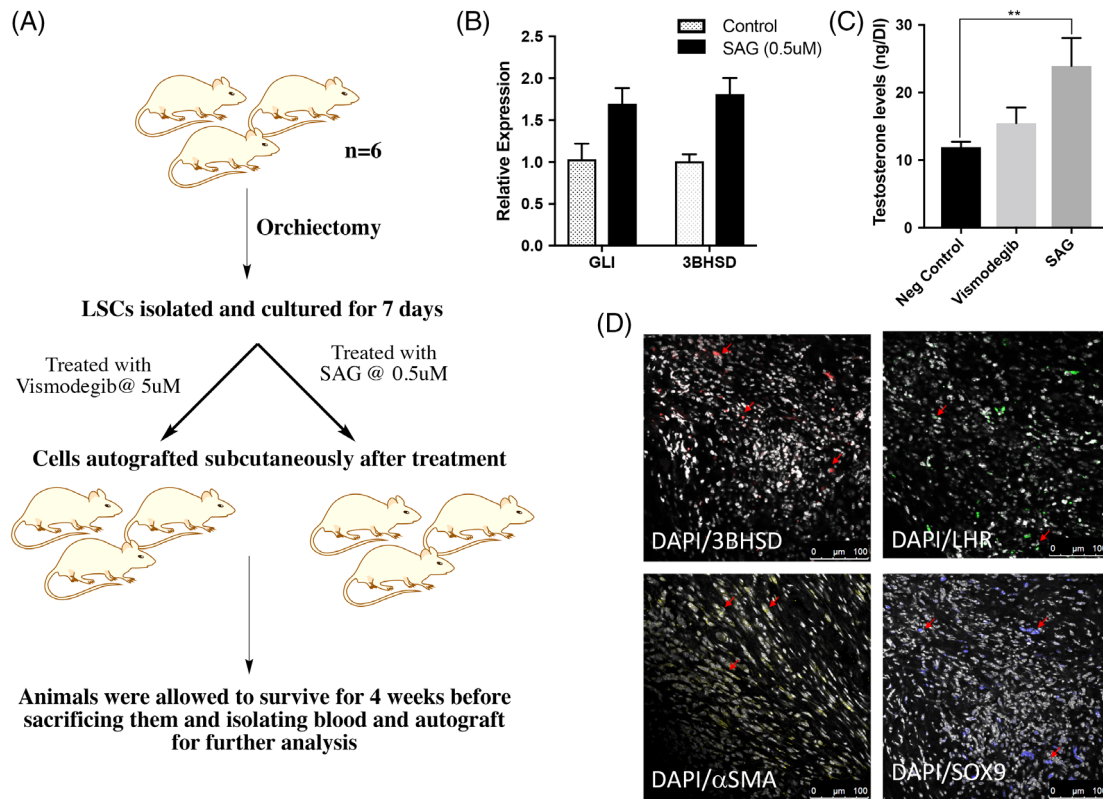 (A)
n=6
Orchiectomy
LSCs isolated and cultured for 7 days
Treated with
Vismodegib@ 5uM
Treated with
SAG @ 0.5uM
Cells autografted subcutaneously after treatment
Animals were allowed to survive for 4 weeks before
sacrificing them and isolating blood and autograft
for further analysis
(B)
Control
SAG (0.5uM)
Relative Expression
2.5
2.0
1.5
1.0
0.5
0.0
GLI
3BHSD
(C)
**
Testosterone levels (ng/Dl)
30
20
10
0
Neg Control
Vismodegib
SAG
(D)
DAPI/3BHSD
0 µm 100
DAPI/LHR
0 µm 100
DAPI/αSMA
0 µm 100
DAPI/SOX9
0 µm 100